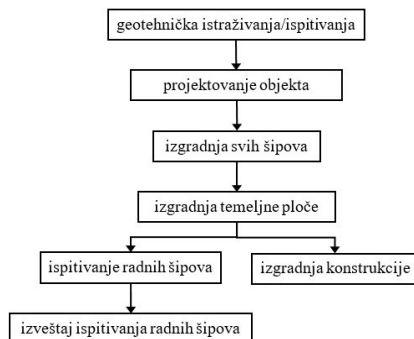 geotehnička istraživanja/ispitivanja
projektovanje objekta
izgradnja svih šipova
izgradnja temeljne ploče
ispitivanje radnih šipova
izgradnja konstrukcije
izveštaj ispitivanja radnih šipova